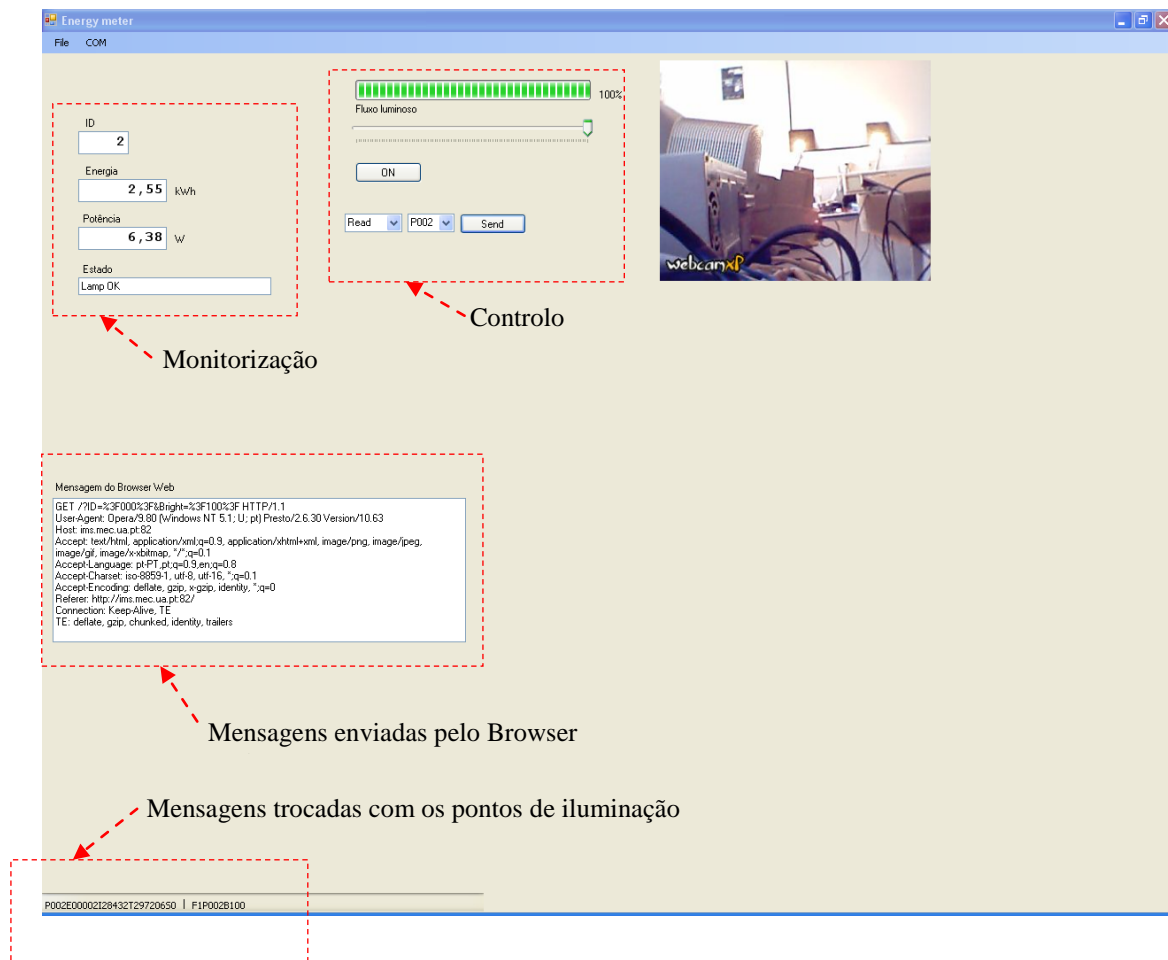 Energy meter
File COM
100%
Fluxo luminoso
ON
Read P002 Send
ID
2
Energia
2,55 kWh
Potência
6,38 W
Estado
Lamp OK
webcamXP
Controlo
Monitorização
Mensagem do Browser Web
GET /?ID=%3F000%3F&Bright=%3F100%3F HTTP/1.1
User-Agent: Opera/9.80 (Windows NT 5.1; U; pt) Presto/2.6.30 Version/10.63
Host: ims.mec.ua.pt:82
Accept: text/html, application/xml;q=0.9, application/xhtml+xml, image/png, image/jpeg,
image/gif, image/x-xbitmap, */*;q=0.1
Accept-Language: pt-PT,pt;q=0.9,en;q=0.8
Accept-Charset: iso-8859-1, utf-8, utf-16, *;q=0.1
Accept-Encoding: deflate, gzip, x-gzip, identity, *;q=0
Referer: http://ims.mec.ua.pt:82/
Connection: Keep-Alive, TE
TE: deflate, gzip, chunked, identity, trailers
Mensagens enviadas pelo Browser
Mensagens trocadas com os pontos de iluminação
P002E00002I28432T29720650 | F1P002B100